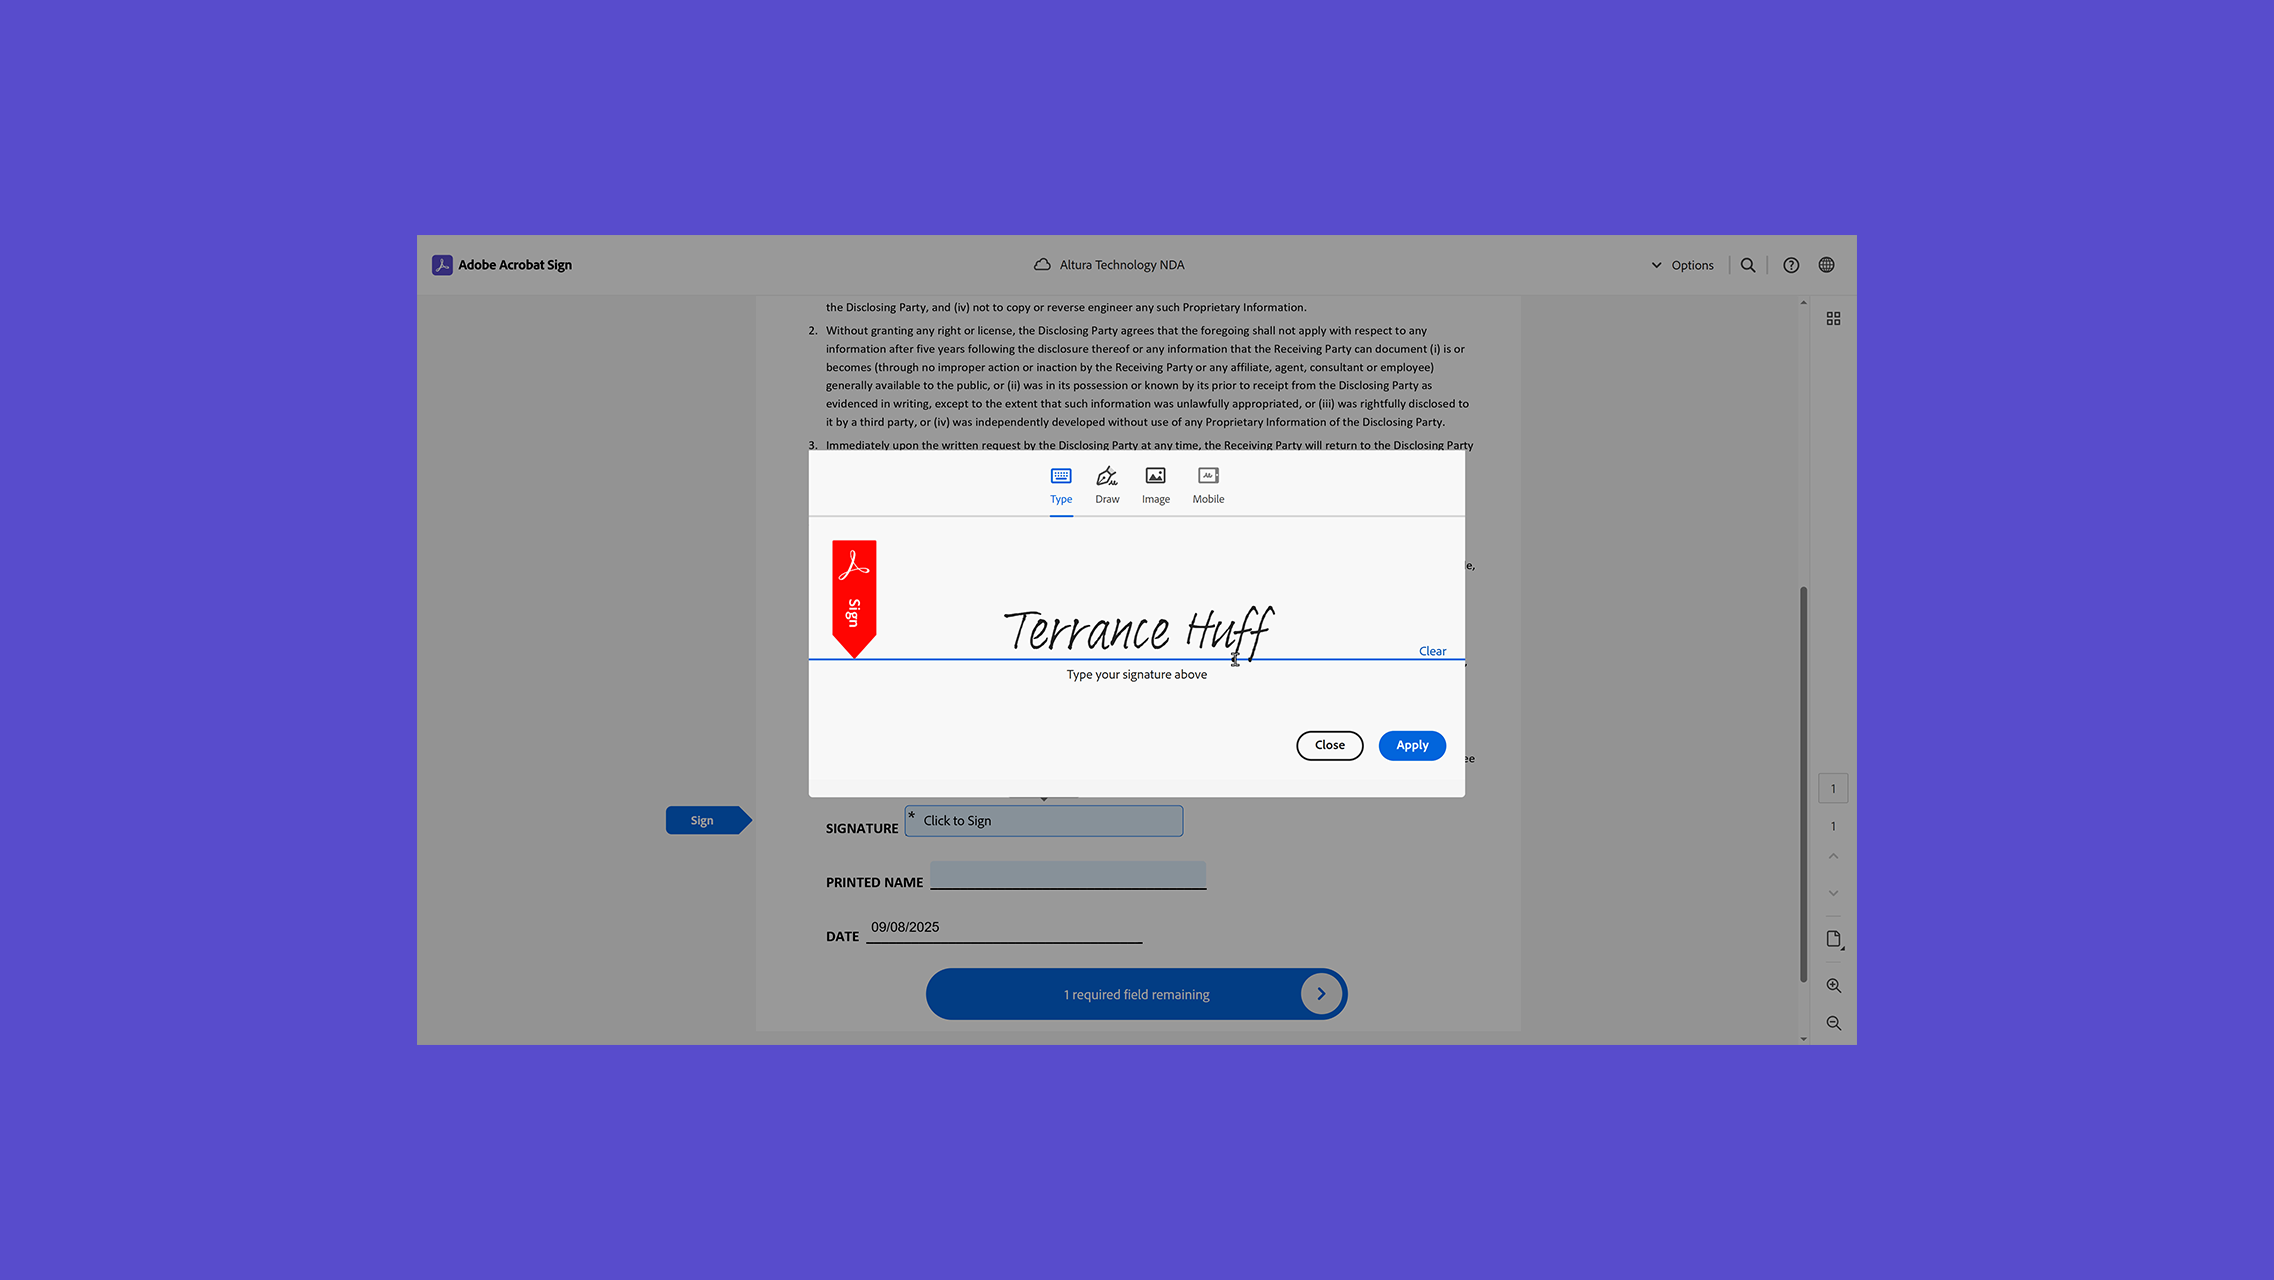 Adobe Acrobat Sign
Altura Technology NDA
Options
the Disclosing Party, and (iv) not to copy or reverse engineer any such Proprietary Information.
2. Without granting any right or license, the Disclosing Party agrees that the foregoing shall not apply with respect to any
information after five years following the disclosure thereof or any information that the Receiving Party can document (i) is or
becomes (through no improper action or inaction by the Receiving Party or any affiliate, agent, consultant or employee)
generally available to the public, or (ii) was in its possession or known by its prior to receipt from the Disclosing Party as
evidenced in writing, except to the extent that such information was unlawfully appropriated, or (iii) was rightfully disclosed to
it by a third party, or (iv) was independently developed without use of any Proprietary Information of the Disclosing Party.
3. Immediately upon the written request by the Disclosing Party at any time, the Receiving Party will return to the Disclosing Party
Type
Draw
Image
Mobile
Sign
Terrance Huff
Clear
Type your signature above
Close
Apply
Sign
SIGNATURE * Click to Sign
PRINTED NAME
DATE 09/08/2025
1 required field remaining
1
1